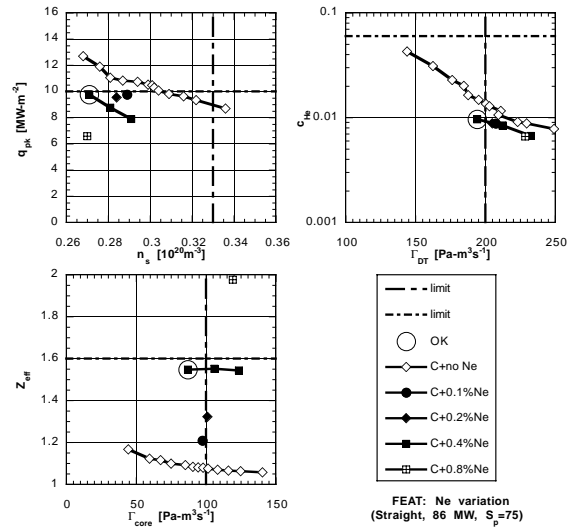 16
14
12
10
8
6
4
2
0
q_pk [MW-m^-2]
0.26 0.28 0.3 0.32 0.34 0.36
n_s [10^20 m^-3]
0.1
0.01
0.001
c_He
100 150 200 250
Γ_DT [Pa-m^3s^-1]
2
1.8
1.6
1.4
1.2
1
Z_eff
0 50 100 150
Γ_core [Pa-m^3s^-1]
limit
limit
OK
C+no Ne
C+0.1%Ne
C+0.2%Ne
C+0.4%Ne
C+0.8%Ne
FEAT: Ne variation
(Straight, 86 MW, S_p=75)